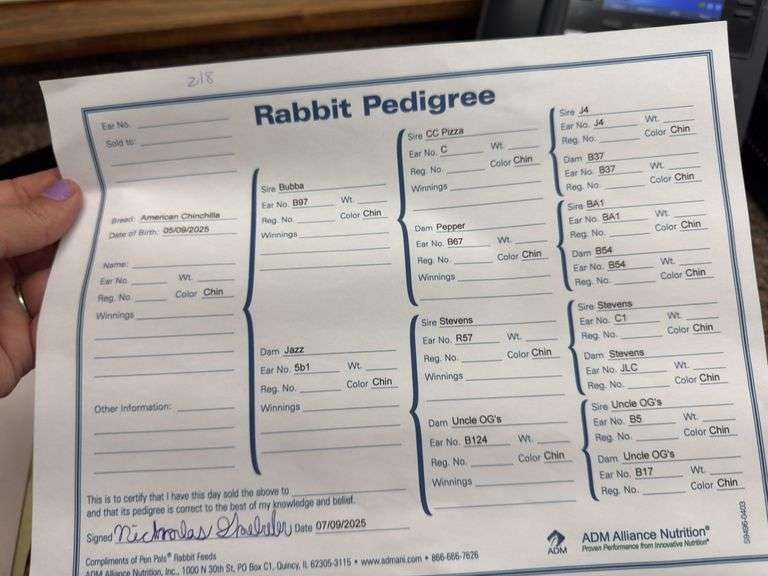 218
Rabbit Pedigree
Ear No.
Sold to:
Breed: American Chinchilla
Date of Birth: 05/09/2025
Name:
Ear No. Wt.
Reg. No. Color Chin
Winnings
Other Information:
Sire Bubba
Ear No. B97 Wt.
Reg. No. Color Chin
Winnings
Dam Jazz
Ear No. 5b1 Wt.
Reg. No. Color Chin
Winnings
Sire CC Pizza
Ear No. C Wt.
Reg. No. Color Chin
Winnings
Dam Pepper
Ear No. B67 Wt.
Reg. No. Color Chin
Winnings
Sire Stevens
Ear No. R57 Wt.
Reg. No. Color Chin
Winnings
Dam Uncle OG's
Ear No. B124 Wt.
Reg. No. Color Chin
Winnings
Sire J4
Ear No. J4 Wt.
Reg. No. Color Chin
Dam B37
Ear No. B37 Wt.
Reg. No. Color Chin
Sire BA1
Ear No. BA1 Wt.
Reg. No. Color Chin
Dam B54
Ear No. B54 Wt.
Reg. No. Color Chin
Sire Stevens
Ear No. C1 Wt.
Reg. No. Color Chin
Dam Stevens
Ear No. JLC Wt.
Reg. No. Color Chin
Sire Uncle OG's
Ear No. B5 Wt.
Reg. No. Color Chin
Dam Uncle OG's
Ear No. B17 Wt.
Reg. No. Color Chin
This is to certify that I have this day sold the above to
and that its pedigree is correct to the best of my knowledge and belief.
Signed Date 07/09/2025
Compliments of Pen Pals® Rabbit Feeds
ADM Alliance Nutrition, Inc., 1000 N 30th St, PO Box C1, Quincy, IL 62305-3115 • www.admani.com • 866-666-7626
ADM
ADM Alliance Nutrition®
Proven Performance from Innovative Nutrition®